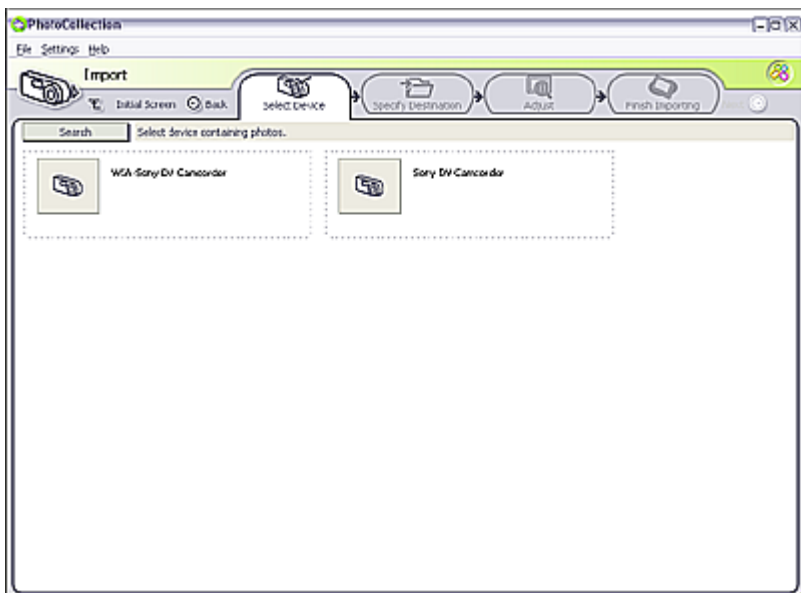 PhotoCollection
File Settings Help
Import
Initial Screen Back
Select Device
Specify Destination
Adjust
Finish Importing
Next
Search Select device containing photos.
WIA-Sony DV Camcorder
Sony DV Camcorder